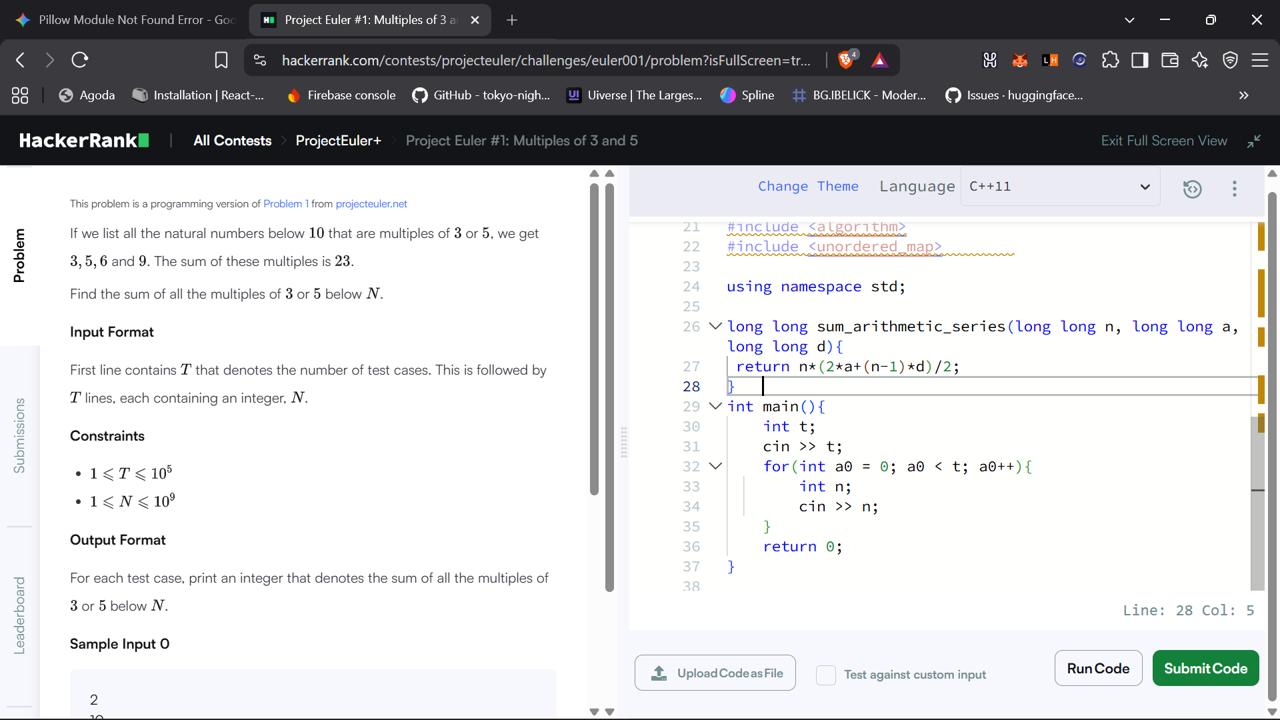 Pillow Module Not Found Error - Goo
Project Euler #1: Multiples of 3 a
hackerrank.com/contests/projecteuler/challenges/euler001/problem?isFullScreen=tr...
4
Agoda
Installation | React-...
Firebase console
GitHub - tokyo-nigh...
UI
Uiverse | The Larges...
Spline
BG.IBELICK - Moder...
Issues · huggingface...
HackerRank
All Contests
ProjectEuler+
Project Euler #1: Multiples of 3 and 5
Exit Full Screen View
Problem
Submissions
Leaderboard
This problem is a programming version of Problem 1 from projecteuler.net
If we list all the natural numbers below 10 that are multiples of 3 or 5, we get
3, 5, 6 and 9. The sum of these multiples is 23.
Find the sum of all the multiples of 3 or 5 below N.
Input Format
First line contains T that denotes the number of test cases. This is followed by
T lines, each containing an integer, N.
Constraints
• 1 ⩽ T ⩽ 10⁵
• 1 ⩽ N ⩽ 10⁹
Output Format
For each test case, print an integer that denotes the sum of all the multiples of
3 or 5 below N.
Sample Input 0
2
10
Change Theme
Language
C++11
21 #include <algorithm>
22 #include <unordered_map>
23
24 using namespace std;
25
26 long long sum_arithmetic_series(long long n, long long a,
long long d){
27 return n*(2*a+(n-1)*d)/2;
28 }
29 int main(){
30 int t;
31 cin >> t;
32 for(int a0 = 0; a0 < t; a0++){
33 int n;
34 cin >> n;
35 }
36 return 0;
37 }
38
Line: 28 Col: 5
Upload Code as File
Test against custom input
Run Code
Submit Code